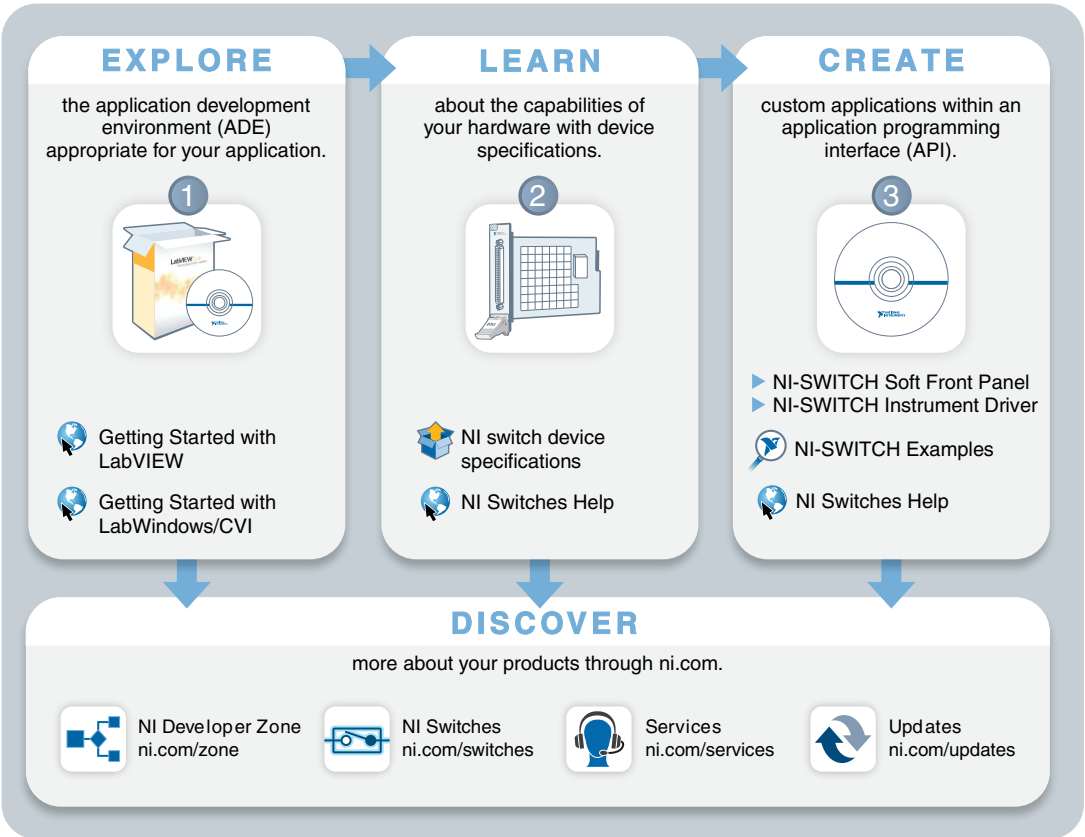 EXPLORE
the application development
environment (ADE)
appropriate for your application.
1
LabVIEW
Getting Started with
LabVIEW
Getting Started with
LabWindows/CVI
LEARN
about the capabilities of
your hardware with device
specifications.
2
NI switch device
specifications
NI Switches Help
CREATE
custom applications within an
application programming
interface (API).
3
NATIONAL
INSTRUMENTS
NI-SWITCH Soft Front Panel
NI-SWITCH Instrument Driver
NI-SWITCH Examples
NI Switches Help
DISCOVER
more about your products through ni.com.
NI Developer Zone
ni.com/zone
NI Switches
ni.com/switches
Services
ni.com/services
Updates
ni.com/updates